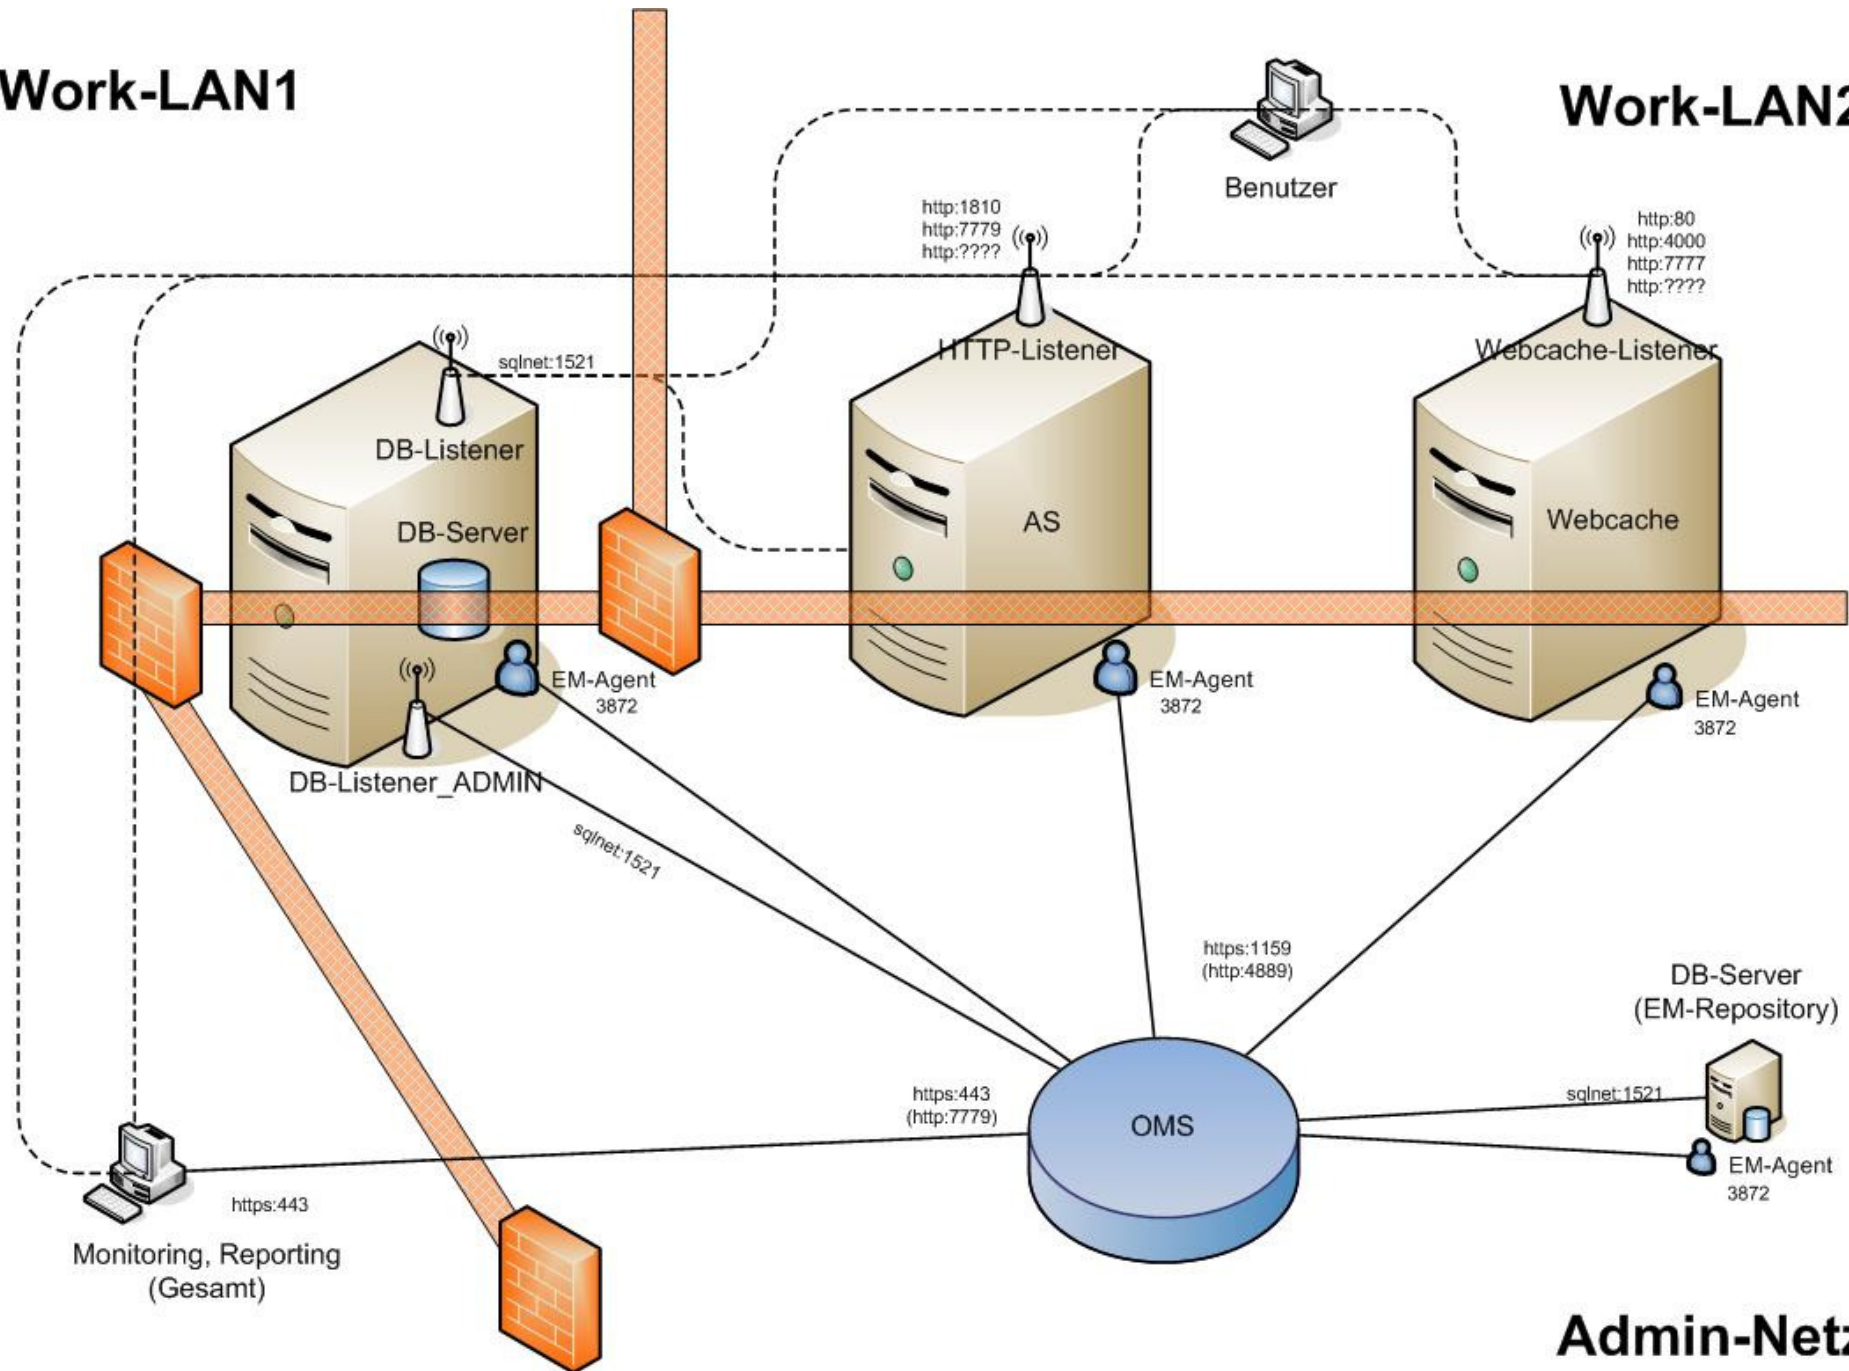 Work-LAN1
Work-LAN2
Benutzer
http:1810
http:7779
http:????
http:80
http:4000
http:7777
http:????
HTTP-Listener
Webcache-Listener
sqlnet:1521
DB-Listener
DB-Server
AS
Webcache
EM-Agent
3872
EM-Agent
3872
EM-Agent
3872
DB-Listener_ADMIN
sqlnet:1521
https:1159
(http:4889)
DB-Server
(EM-Repository)
https:443
(http:7779)
OMS
sqlnet:1521
EM-Agent
3872
https:443
Monitoring, Reporting
(Gesamt)
Admin-Netz